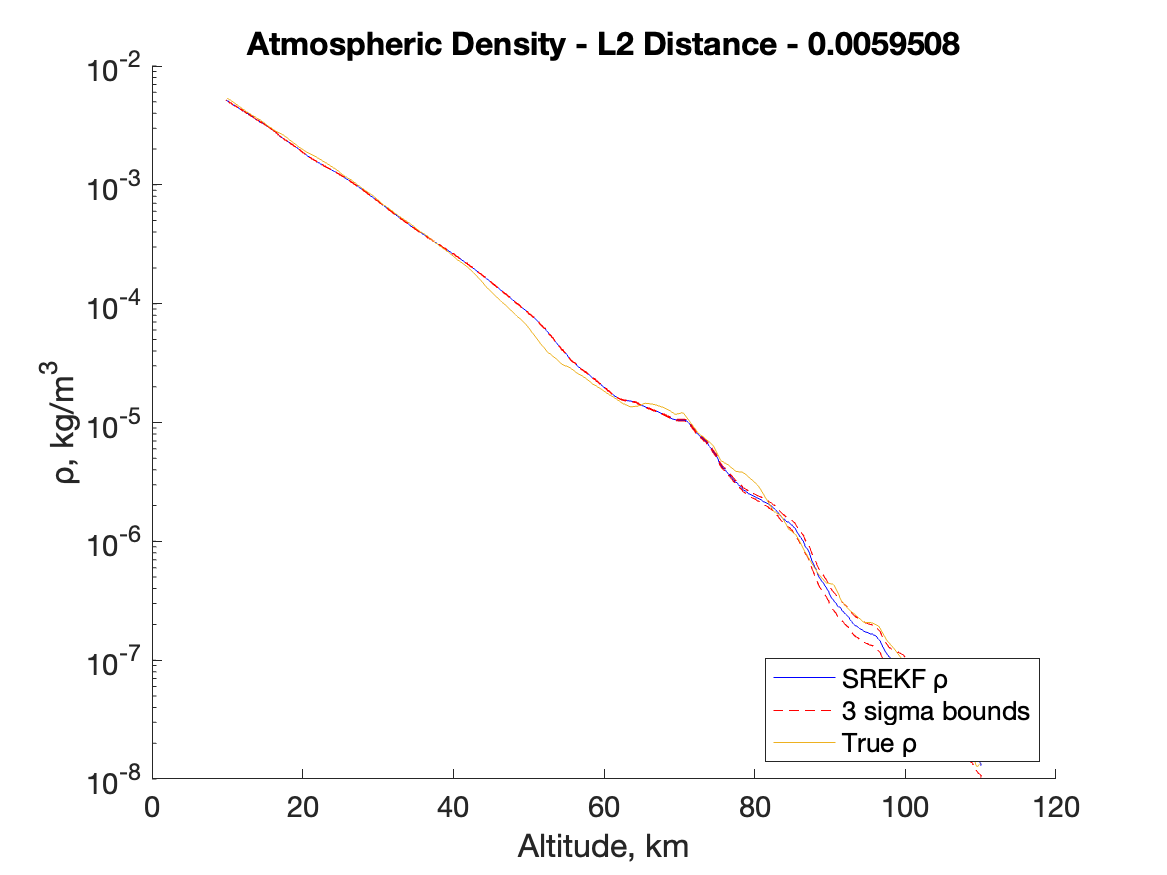 Atmospheric Density - L2 Distance - 0.0059508
10^-2
10^-3
10^-4
10^-5
10^-6
10^-7
10^-8
ρ, kg/m^3
SREKF ρ
3 sigma bounds
True ρ
0 20 40 60 80 100 120
Altitude, km